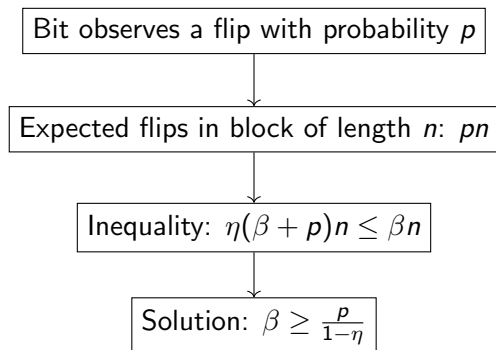 Bit observes a flip with probability p
Expected flips in block of length n: pn
Inequality: η(β + p)n ≤ βn
Solution: β ≥ p/(1−η)